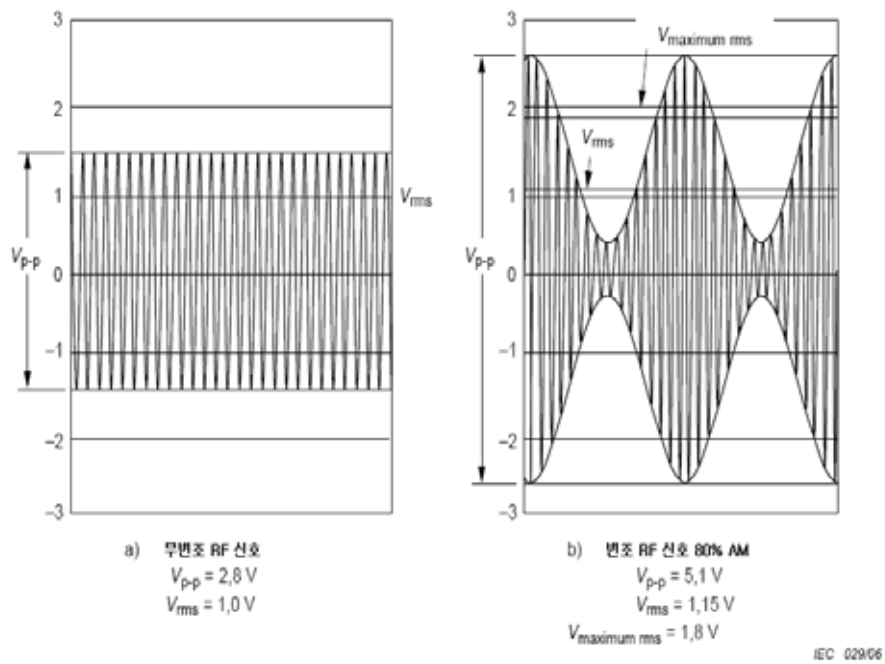 3
2
1
0
–1
–2
–3
Vp-p
Vrms
a) 무변조 RF 신호
Vp-p = 2,8 V
Vrms = 1,0 V
3
2
1
0
–1
–2
–3
Vp-p
Vmaximum rms
Vrms
b) 변조 RF 신호 80% AM
Vp-p = 5,1 V
Vrms = 1,15 V
Vmaximum rms = 1,8 V
IEC 029/06